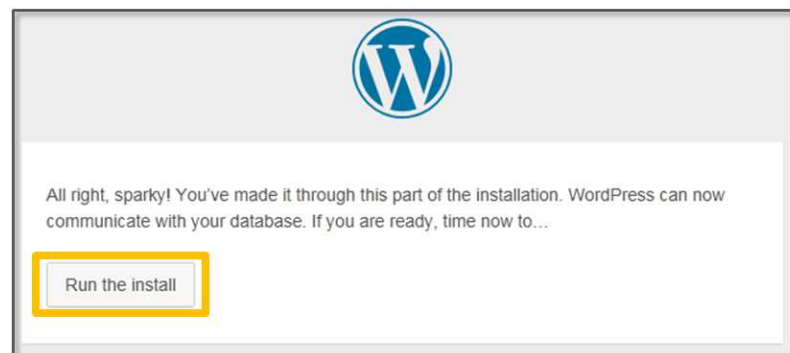 All right, sparky! You've made it through this part of the installation. WordPress can now
communicate with your database. If you are ready, time now to…
Run the install